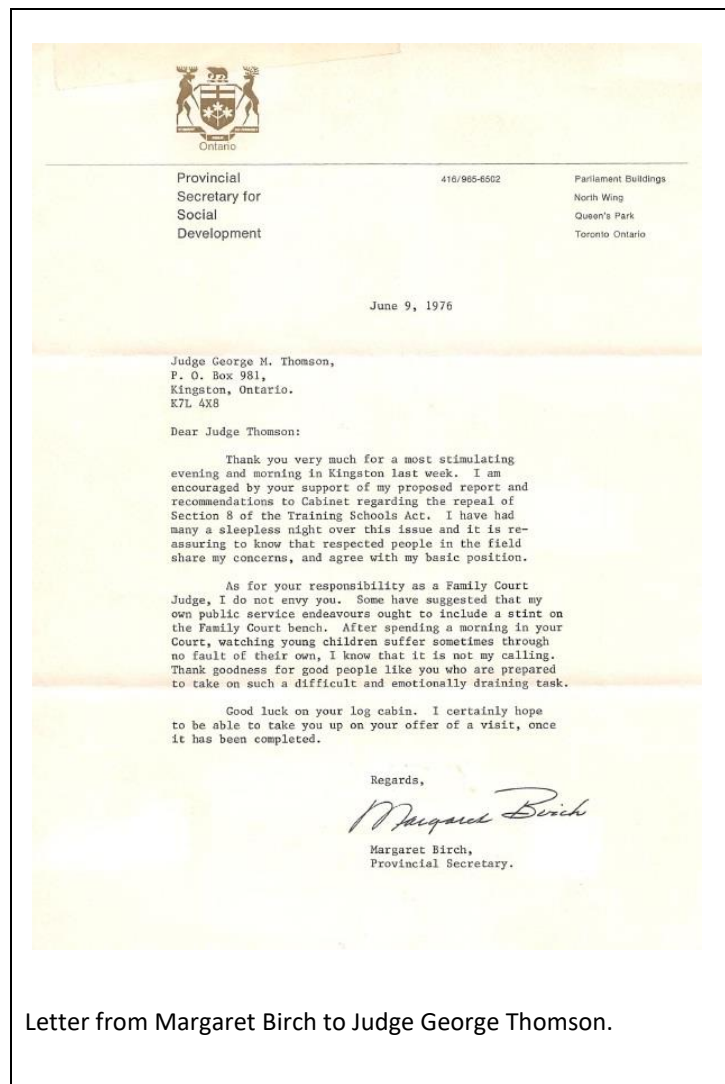 Ontario
Provincial
Secretary for
Social
Development
416/965-6502
Parliament Buildings
North Wing
Queen's Park
Toronto Ontario
June 9, 1976
Judge George M. Thomson,
P. O. Box 981,
Kingston, Ontario.
K7L 4X8
Dear Judge Thomson:
Thank you very much for a most stimulating
evening and morning in Kingston last week. I am
encouraged by your support of my proposed report and
recommendations to Cabinet regarding the repeal of
Section 8 of the Training Schools Act. I have had
many a sleepless night over this issue and it is re-
assuring to know that respected people in the field
share my concerns, and agree with my basic position.
As for your responsibility as a Family Court
Judge, I do not envy you. Some have suggested that my
own public service endeavours ought to include a stint on
the Family Court bench. After spending a morning in your
Court, watching young children suffer sometimes through
no fault of their own, I know that it is not my calling.
Thank goodness for good people like you who are prepared
to take on such a difficult and emotionally draining task.
Good luck on your log cabin. I certainly hope
to be able to take you up on your offer of a visit, once
it has been completed.
Regards,
Margaret Birch
Margaret Birch,
Provincial Secretary.
Letter from Margaret Birch to Judge George Thomson.